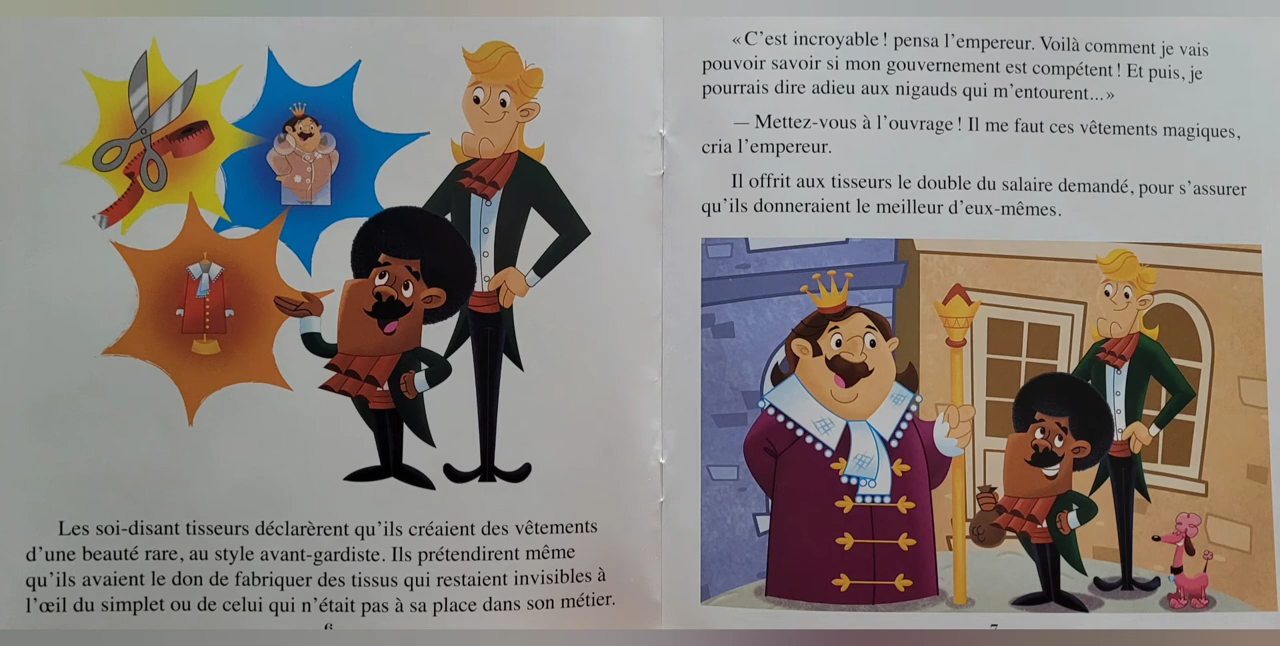 Les soi-disant tisseurs déclarèrent qu'ils créaient des vêtements
d'une beauté rare, au style avant-gardiste. Ils prétendirent même
qu'ils avaient le don de fabriquer des tissus qui restaient invisibles à
l'œil du simplet ou de celui qui n'était pas à sa place dans son métier.
« C'est incroyable ! pensa l'empereur. Voilà comment je vais
pouvoir savoir si mon gouvernement est compétent ! Et puis, je
pourrais dire adieu aux nigauds qui m'entourent... »
— Mettez-vous à l'ouvrage ! Il me faut ces vêtements magiques,
cria l'empereur.
Il offrit aux tisseurs le double du salaire demandé, pour s'assurer
qu'ils donneraient le meilleur d'eux-mêmes.